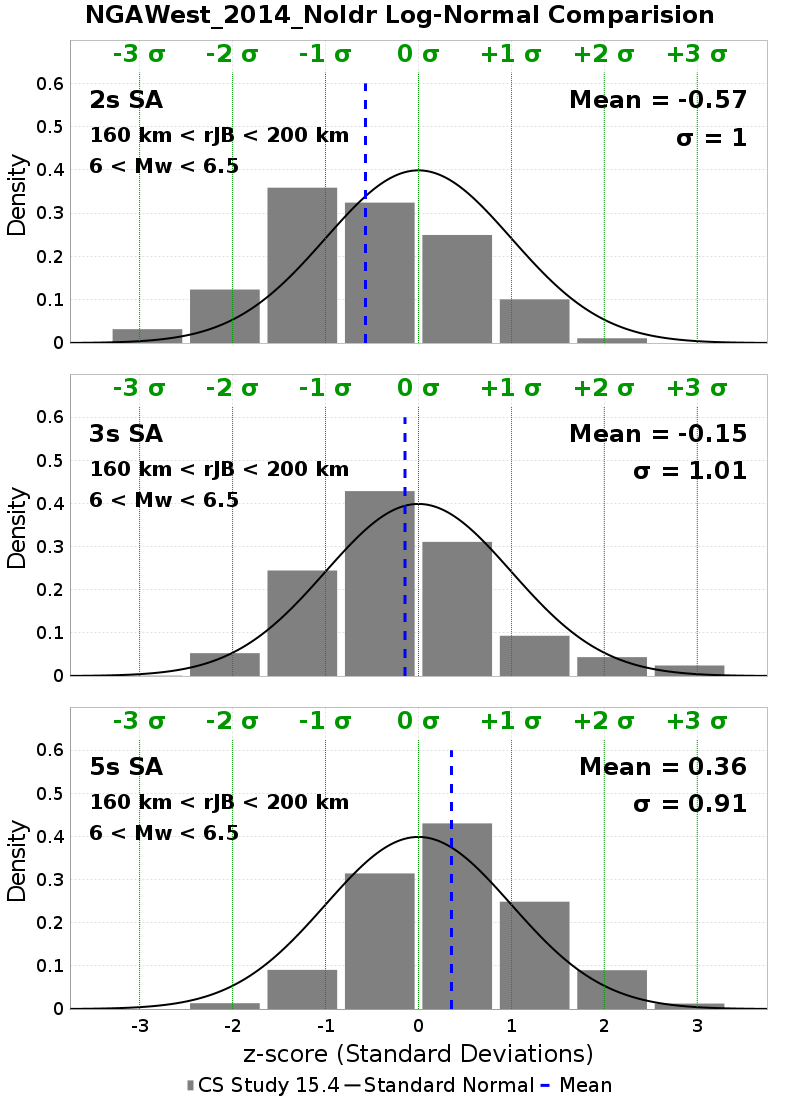 NGAWest_2014_NoIdr Log-Normal Comparision
-3 σ -2 σ -1 σ 0 σ +1 σ +2 σ +3 σ
2s SA
160 km < rJB < 200 km
6 < Mw < 6.5
Mean = -0.57
σ = 1
Density
0.6
0.5
0.4
0.3
0.2
0.1
0
-3 σ -2 σ -1 σ 0 σ +1 σ +2 σ +3 σ
3s SA
160 km < rJB < 200 km
6 < Mw < 6.5
Mean = -0.15
σ = 1.01
Density
0.6
0.5
0.4
0.3
0.2
0.1
0
-3 σ -2 σ -1 σ 0 σ +1 σ +2 σ +3 σ
5s SA
160 km < rJB < 200 km
6 < Mw < 6.5
Mean = 0.36
σ = 0.91
Density
0.6
0.5
0.4
0.3
0.2
0.1
0
-3 -2 -1 0 1 2 3
z-score (Standard Deviations)
CS Study 15.4 Standard Normal Mean